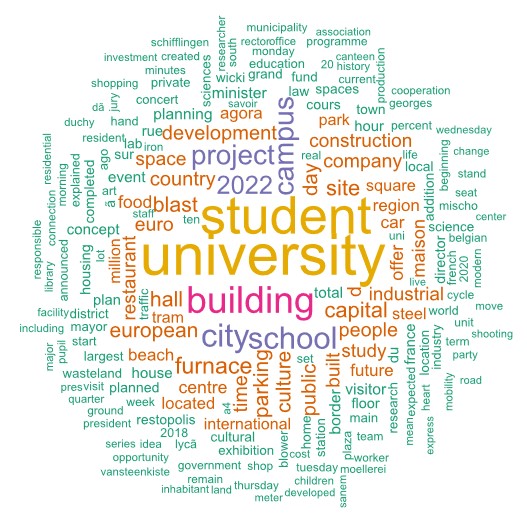 municipality association
schifflingen rectoroffice programme
investment created monday canteen
minutes researcher south education 20 history production
shopping private sciences wicki grand fund current cooperation
jury concert minister law spaces georges
dã savoir cours town
duchy hand planning agora hour percent wednesday
resident rue development park
lab iron campus construction life change
residential ago sur space project real company local beginning
morning explained completed event country 2022 day site square addition seat stand
connection art ã food blast region mischo
staff student car science center
concept euro ten uni director belgian
responsible announced housing million restaurant university offer maison french 2020 modern
library lot live cycle
plan traffic building total d industrial
facility district hall capital steel world move
including mayor tram european city school people unit shooting
start du france location industry term
major pupil largest beach furnace set study party
wasteland house time parking culture public built future expected heart mobility road
pres visit planned centre visitor mean
quarter week located border floor research express
ground a4 international home main
president restopolis station plaza team
2018 cultural blower
series idea lycã exhibition cost worker
opportunity government shop tuesday moellerei
vansteenkiste remain children sanem
inhabitant land thursday developed
meter